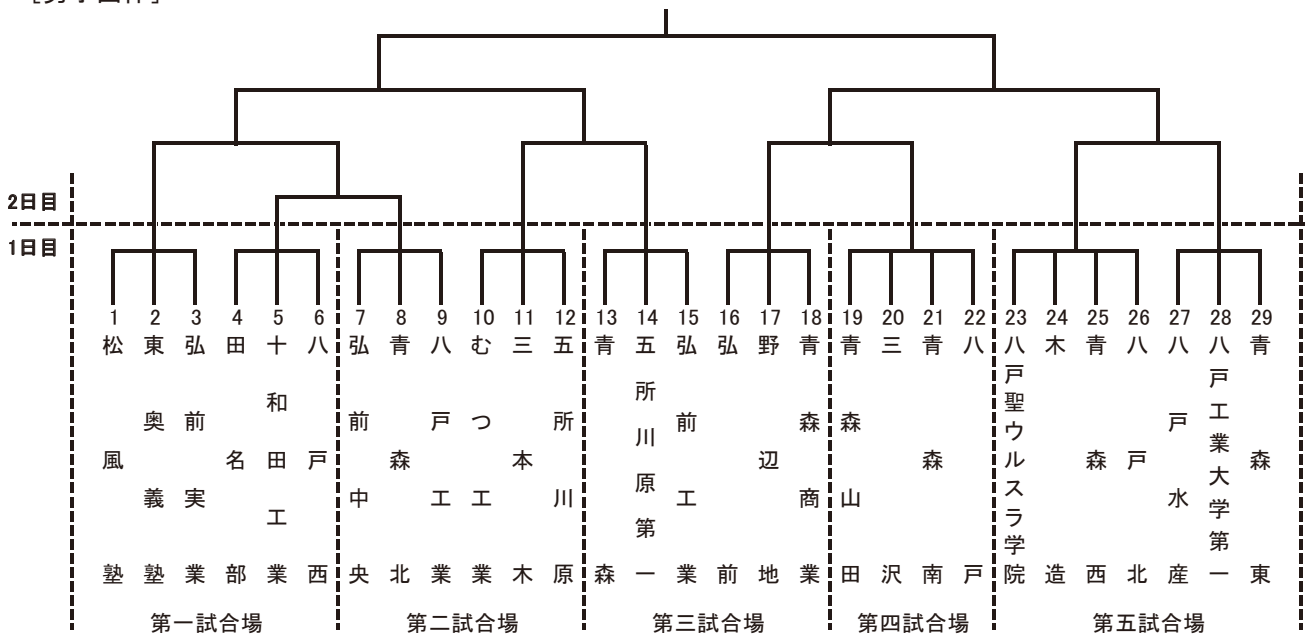 2日目
1日目
1 松風塾
2 東奥義塾
3 弘前実業
4 田名部
5 十和田工業
6 八戸西
7 弘前中央
8 青森北
9 八戸工業
10 むつ工業
11 三本木
12 五所川原
13 青森
14 五所川原第一
15 弘前工業
16 弘前
17 野辺地
18 青森商業
19 青森山田
20 三沢
21 青森南
22 八戸
23 八戸聖ウルスラ学院
24 木造
25 青森西
26 八戸北
27 八戸水産
28 八戸工業大学第一
29 青森東
第一試合場
第二試合場
第三試合場
第四試合場
第五試合場